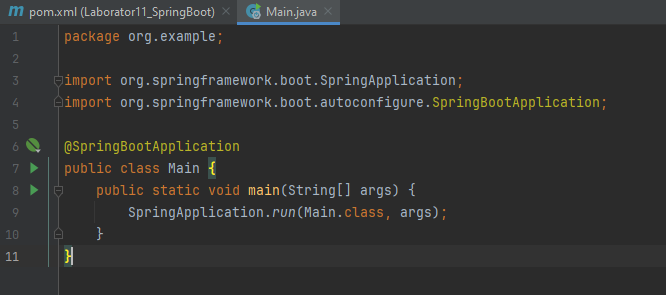 pom.xml (Laborator11_SpringBoot) × Main.java ×
1 package org.example;
2
3 import org.springframework.boot.SpringApplication;
4 import org.springframework.boot.autoconfigure.SpringBootApplication;
5
6 @SpringBootApplication
7 public class Main {
8     public static void main(String[] args) {
9         SpringApplication.run(Main.class, args);
10     }
11 }